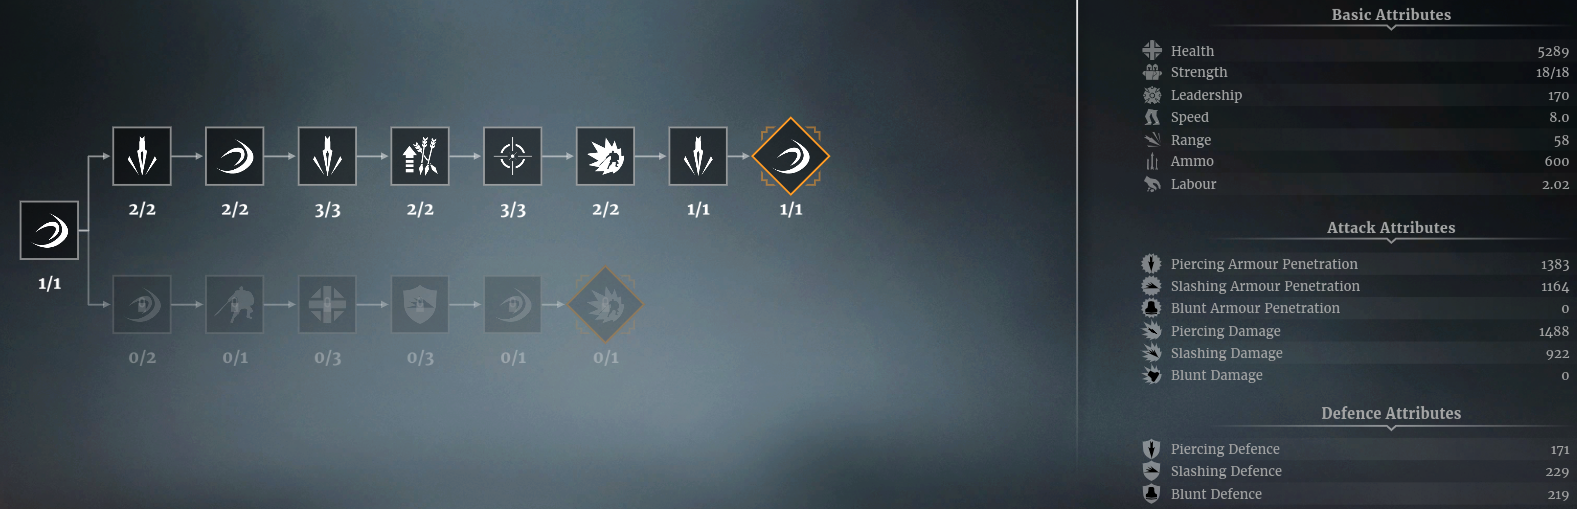 2/2 2/2 3/3 2/2 3/3 2/2 1/1 1/1
1/1
0/2 0/1 0/3 0/3 0/1 0/1
Basic Attributes
Health 5289
Strength 18/18
Leadership 170
Speed 8.0
Range 58
Ammo 600
Labour 2.02
Attack Attributes
Piercing Armour Penetration 1383
Slashing Armour Penetration 1164
Blunt Armour Penetration 0
Piercing Damage 1488
Slashing Damage 922
Blunt Damage 0
Defence Attributes
Piercing Defence 171
Slashing Defence 229
Blunt Defence 219